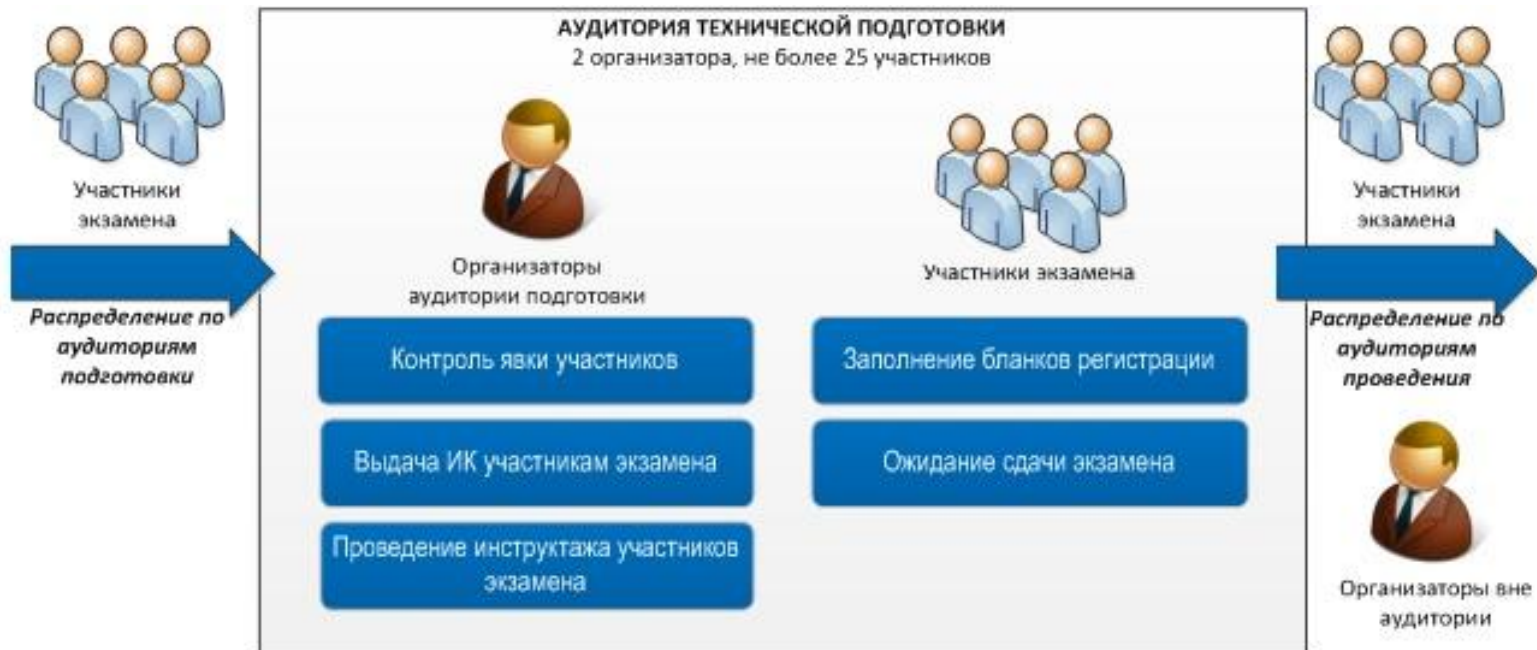 АУДИТОРИЯ ТЕХНИЧЕСКОЙ ПОДГОТОВКИ
2 организатора, не более 25 участников
Участники
экзамена
Распределение по
аудиториям
подготовки
Организаторы
аудитории подготовки
Контроль явки участников
Выдача ИК участникам экзамена
Проведение инструктажа участников
экзамена
Участники экзамена
Заполнение бланков регистрации
Ожидание сдачи экзамена
Участники
экзамена
Распределение по
аудиториям
проведения
Организаторы вне
аудитории